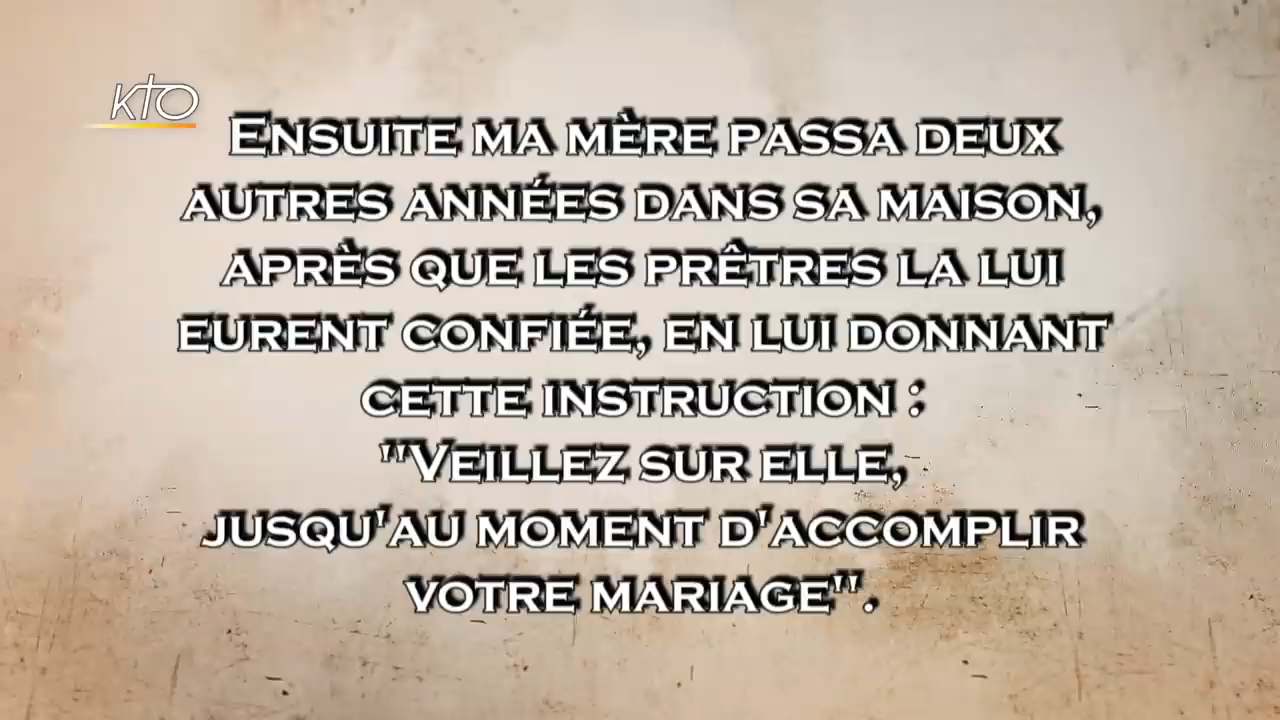 KTO
Ensuite ma mère passa deux
autres années dans sa maison,
après que les prêtres la lui
eurent confiée, en lui donnant
cette instruction :
"Veillez sur elle,
jusqu'au moment d'accomplir
votre mariage".